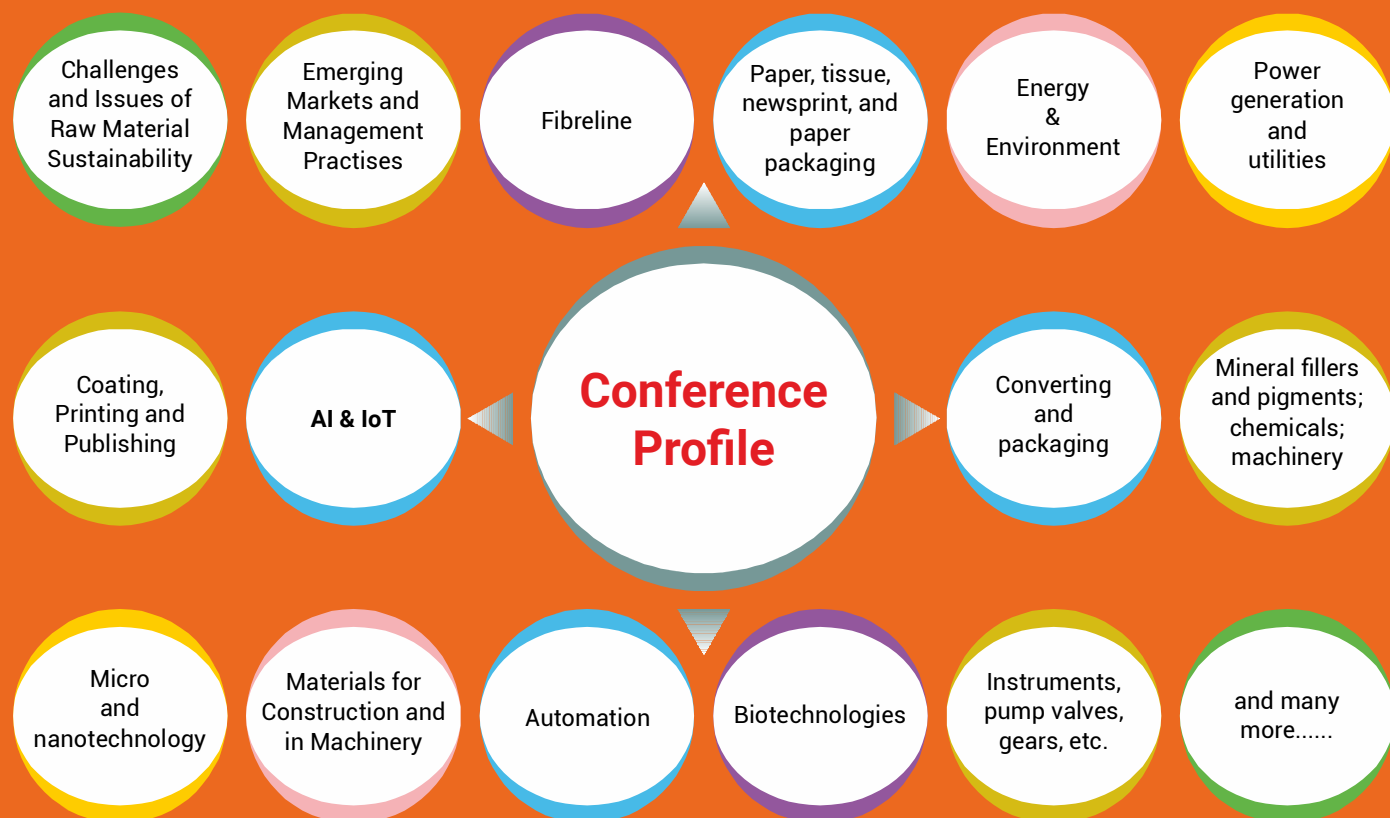 Challenges
and Issues of
Raw Material
Sustainability
Emerging
Markets and
Management
Practises
Fibreline
Paper, tissue,
newsprint, and
paper
packaging
Energy
&
Environment
Power
generation
and
utilities
Coating,
Printing and
Publishing
AI & IoT
Conference
Profile
Converting
and
packaging
Mineral fillers
and pigments;
chemicals;
machinery
Micro
and
nanotechnology
Materials for
Construction and
in Machinery
Automation
Biotechnologies
Instruments,
pump valves,
gears, etc.
and many
more......